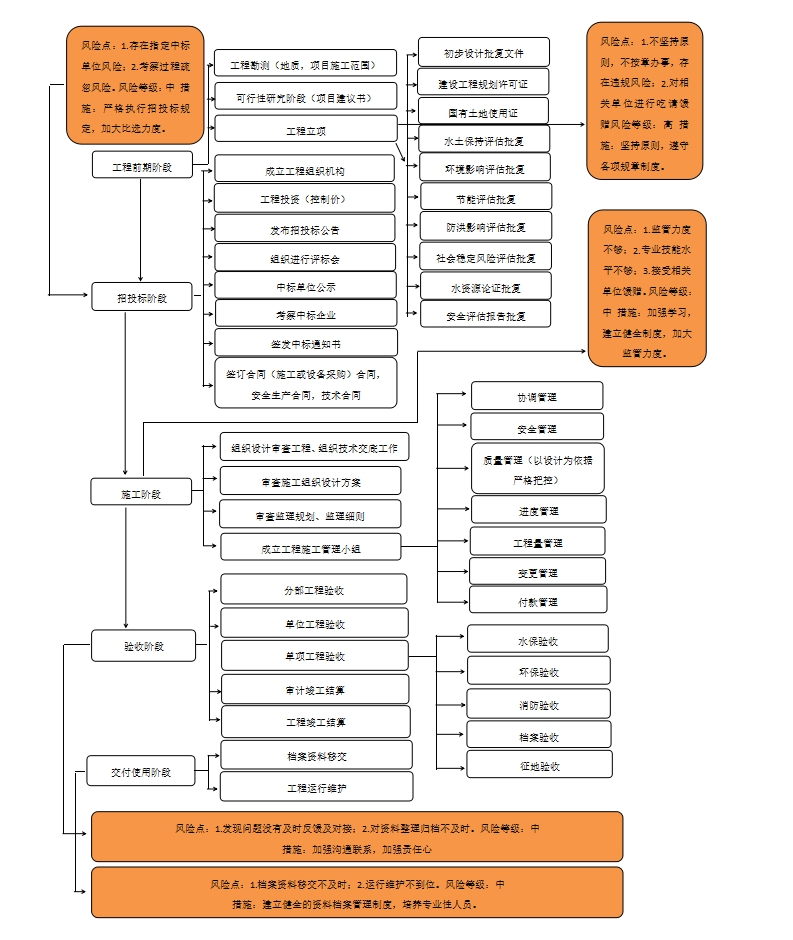 风险点：1.存在指定中标
单位风险；2.考察过程疏
忽风险。风险等级：中 措
施：严格执行招投标规
定，加大比选力度。
工程前期阶段
工程勘测（地质，项目施工范围）
可行性研究阶段（项目建议书）
工程立项
初步设计批复文件
建设工程规划许可证
国有土地使用证
水土保持评估批复
环境影响评估批复
节能评估批复
防洪影响评估批复
社会稳定风险评估批复
水资源论证批复
安全评估报告批复
风险点：1.不坚持原
则，不按章办事，存
在违规风险；2.对相
关单位进行吃请馈
赠风险等级：高 措
施：坚持原则，遵守
各项规章制度。
招投标阶段
成立工程组织机构
工程投资（控制价）
发布招投标公告
组织进行评标会
中标单位公示
考察中标企业
签发中标通知书
签订合同（施工或设备采购）合同，
安全生产合同，技术合同
风险点：1.监管力度
不够；2.专业技能水
平不够；3.接受相关
单位馈赠。风险等级：
中 措施：加强学习，
建立健全制度，加大
监管力度。
施工阶段
组织设计审查工程、组织技术交底工作
审查施工组织设计方案
审查监理规划、监理细则
成立工程施工管理小组
协调管理
安全管理
质量管理（以设计为依据
严格把控）
进度管理
工程量管理
变更管理
付款管理
验收阶段
分部工程验收
单位工程验收
单项工程验收
审计竣工结算
工程竣工结算
水保验收
环保验收
消防验收
档案验收
征地验收
交付使用阶段
档案资料移交
工程运行维护
风险点：1.发现问题没有及时反馈及对接；2.对资料整理归档不及时。风险等级：中
措施：加强沟通联系，加强责任心
风险点：1.档案资料移交不及时；2.运行维护不到位。风险等级：中
措施：建立健全的资料档案管理制度，培养专业性人员。